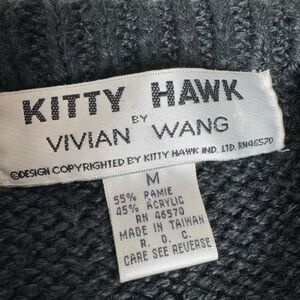 KITTY HAWK
BY
VIVIAN WANG
©DESIGN COPYRIGHTED BY KITTY HAWK IND. LTD. RN46570
M
55% RAMIE
45% ACRYLIC
RN 46570
MADE IN TAIWAN
R. O. C.
CARE SEE REVERSE